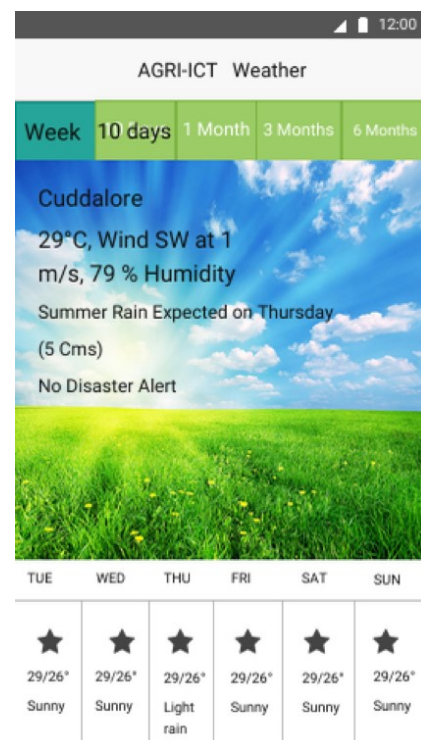 12:00
AGRI-ICT Weather
Week 10 days 1 Month 3 Months 6 Months
Cuddalore
29°C, Wind SW at 1
m/s, 79 % Humidity
Summer Rain Expected on Thursday
(5 Cms)
No Disaster Alert
TUE WED THU FRI SAT SUN
29/26° 29/26° 29/26° 29/26° 29/26° 29/26°
Sunny Sunny Light Sunny Sunny Sunny
rain